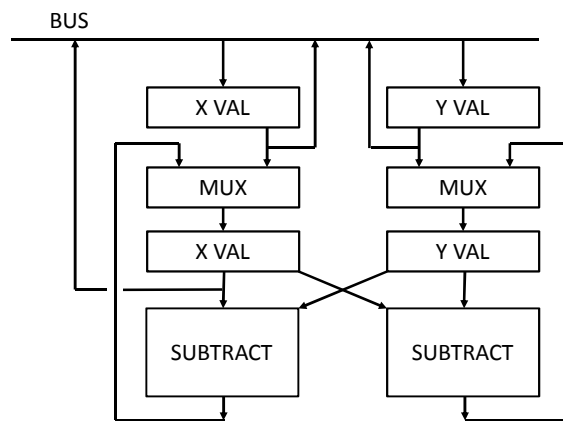 BUS
X VAL
Y VAL
MUX
MUX
X VAL
Y VAL
SUBTRACT
SUBTRACT